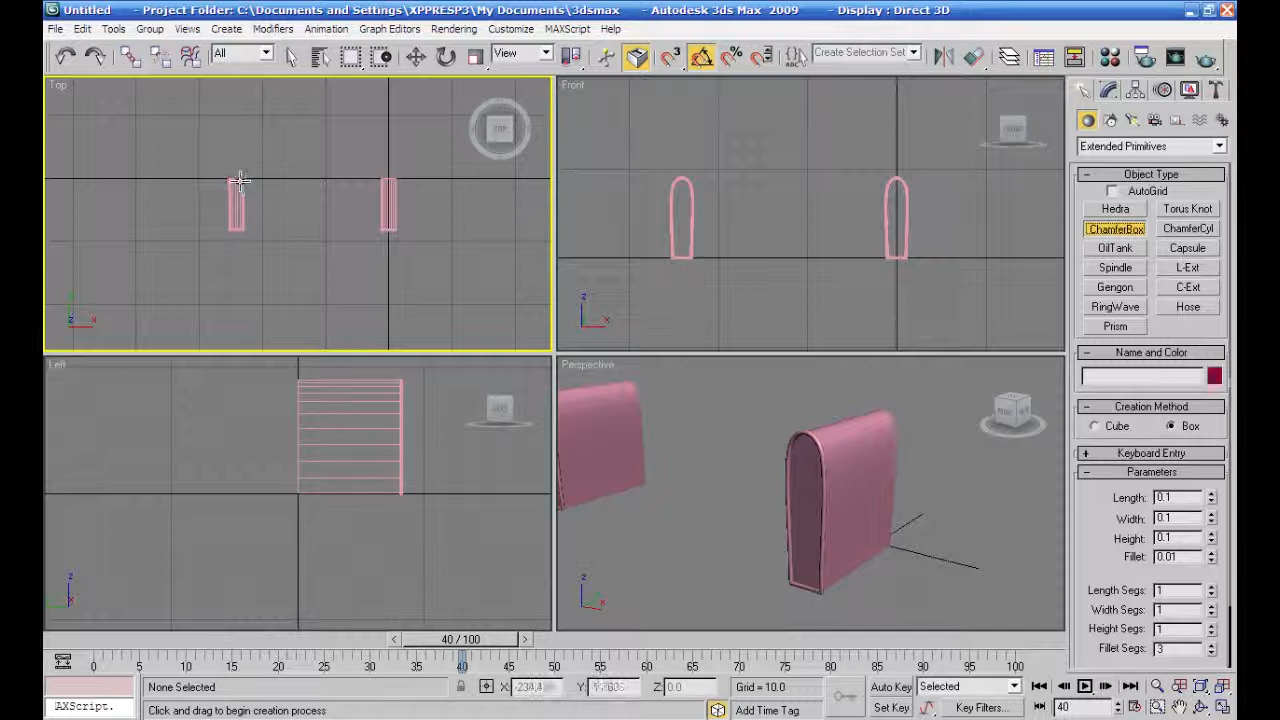 Untitled - Project Folder: C:\Documents and Settings\XPPRESP3\My Documents\3dsmax - Autodesk 3ds Max 2009 - Display : Direct 3D
File Edit Tools Group Views Create Modifiers Animation Graph Editors Rendering Customize MAXScript Help
All View 3 Create Selection Set
Top TOP
Front
Extended Primitives
Object Type
AutoGrid
Hedra Torus Knot
ChamferBox ChamferCyl
OilTank Capsule
Spindle L-Ext
Gengon C-Ext
RingWave Hose
Prism
z x
z x
Left
Perspective
Name and Color
Creation Method
Cube Box
Keyboard Entry
Parameters
Length: 0.1
Width: 0.1
Height: 0.1
Fillet: 0.01
Length Segs: 1
Width Segs: 1
Height Segs: 1
Fillet Segs: 3
z
z x
40 / 100
0 5 10 15 20 25 30 35 40 45 50 55 60 65 70 75 80 85 90 95 100
None Selected X: Y: Z: 0.0 Grid = 10.0 Auto Key Selected
AXScript. Click and drag to begin creation process Add Time Tag Set Key Key Filters... 40